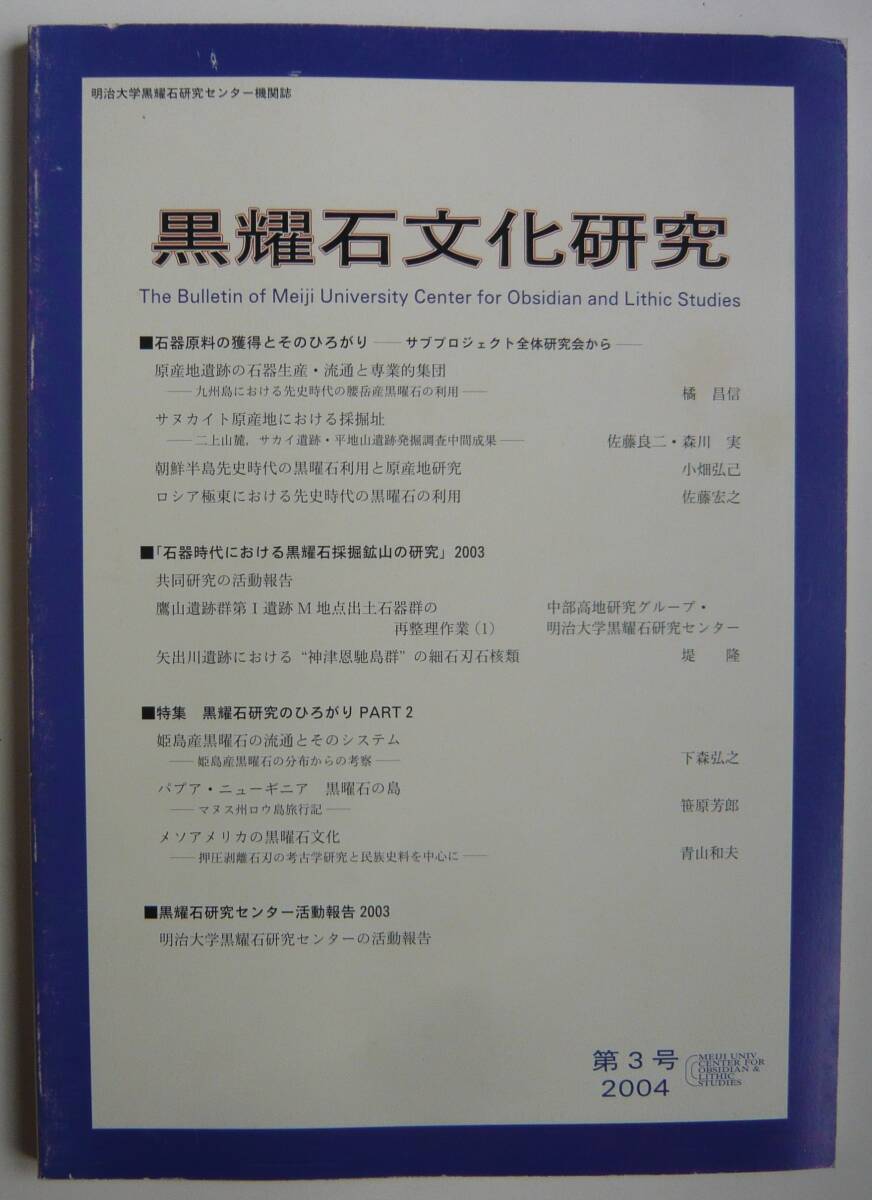 明治大学黒耀石研究センター機関誌
黒耀石文化研究
The Bulletin of Meiji University Center for Obsidian and Lithic Studies
■石器原料の獲得とそのひろがり ── サブプロジェクト全体研究会から ──
原産地遺跡の石器生産・流通と専業的集団
── 九州島における先史時代の腰岳産黒曜石の利用 ── 橘 昌信
サヌカイト原産地における採掘址
── 二上山麓，サカイ遺跡・平地山遺跡発掘調査中間成果 ── 佐藤良二・森川 実
朝鮮半島先史時代の黒曜石利用と原産地研究 小畑弘己
ロシア極東における先史時代の黒曜石の利用 佐藤宏之
■「石器時代における黒耀石採掘鉱山の研究」2003
共同研究の活動報告
鷹山遺跡群第Ⅰ遺跡M地点出土石器群の 中部高地研究グループ・
再整理作業(1) 明治大学黒耀石研究センター
矢出川遺跡における“神津恩馳島群”の細石刃石核類 堤 隆
■特集 黒耀石研究のひろがり PART 2
姫島産黒曜石の流通とそのシステム
── 姫島産黒曜石の分布からの考察 ── 下森弘之
パプア・ニューギニア 黒曜石の島
── マヌス州ロウ島旅行記 ── 笹原芳郎
メソアメリカの黒曜石文化
── 押圧剥離石刃の考古学研究と民族史料を中心に ── 青山和夫
■黒耀石研究センター活動報告 2003
明治大学黒耀石研究センターの活動報告
第3号
2004
MEIJI UNIV
CENTER FOR
OBSIDIAN &
LITHIC
STUDIES